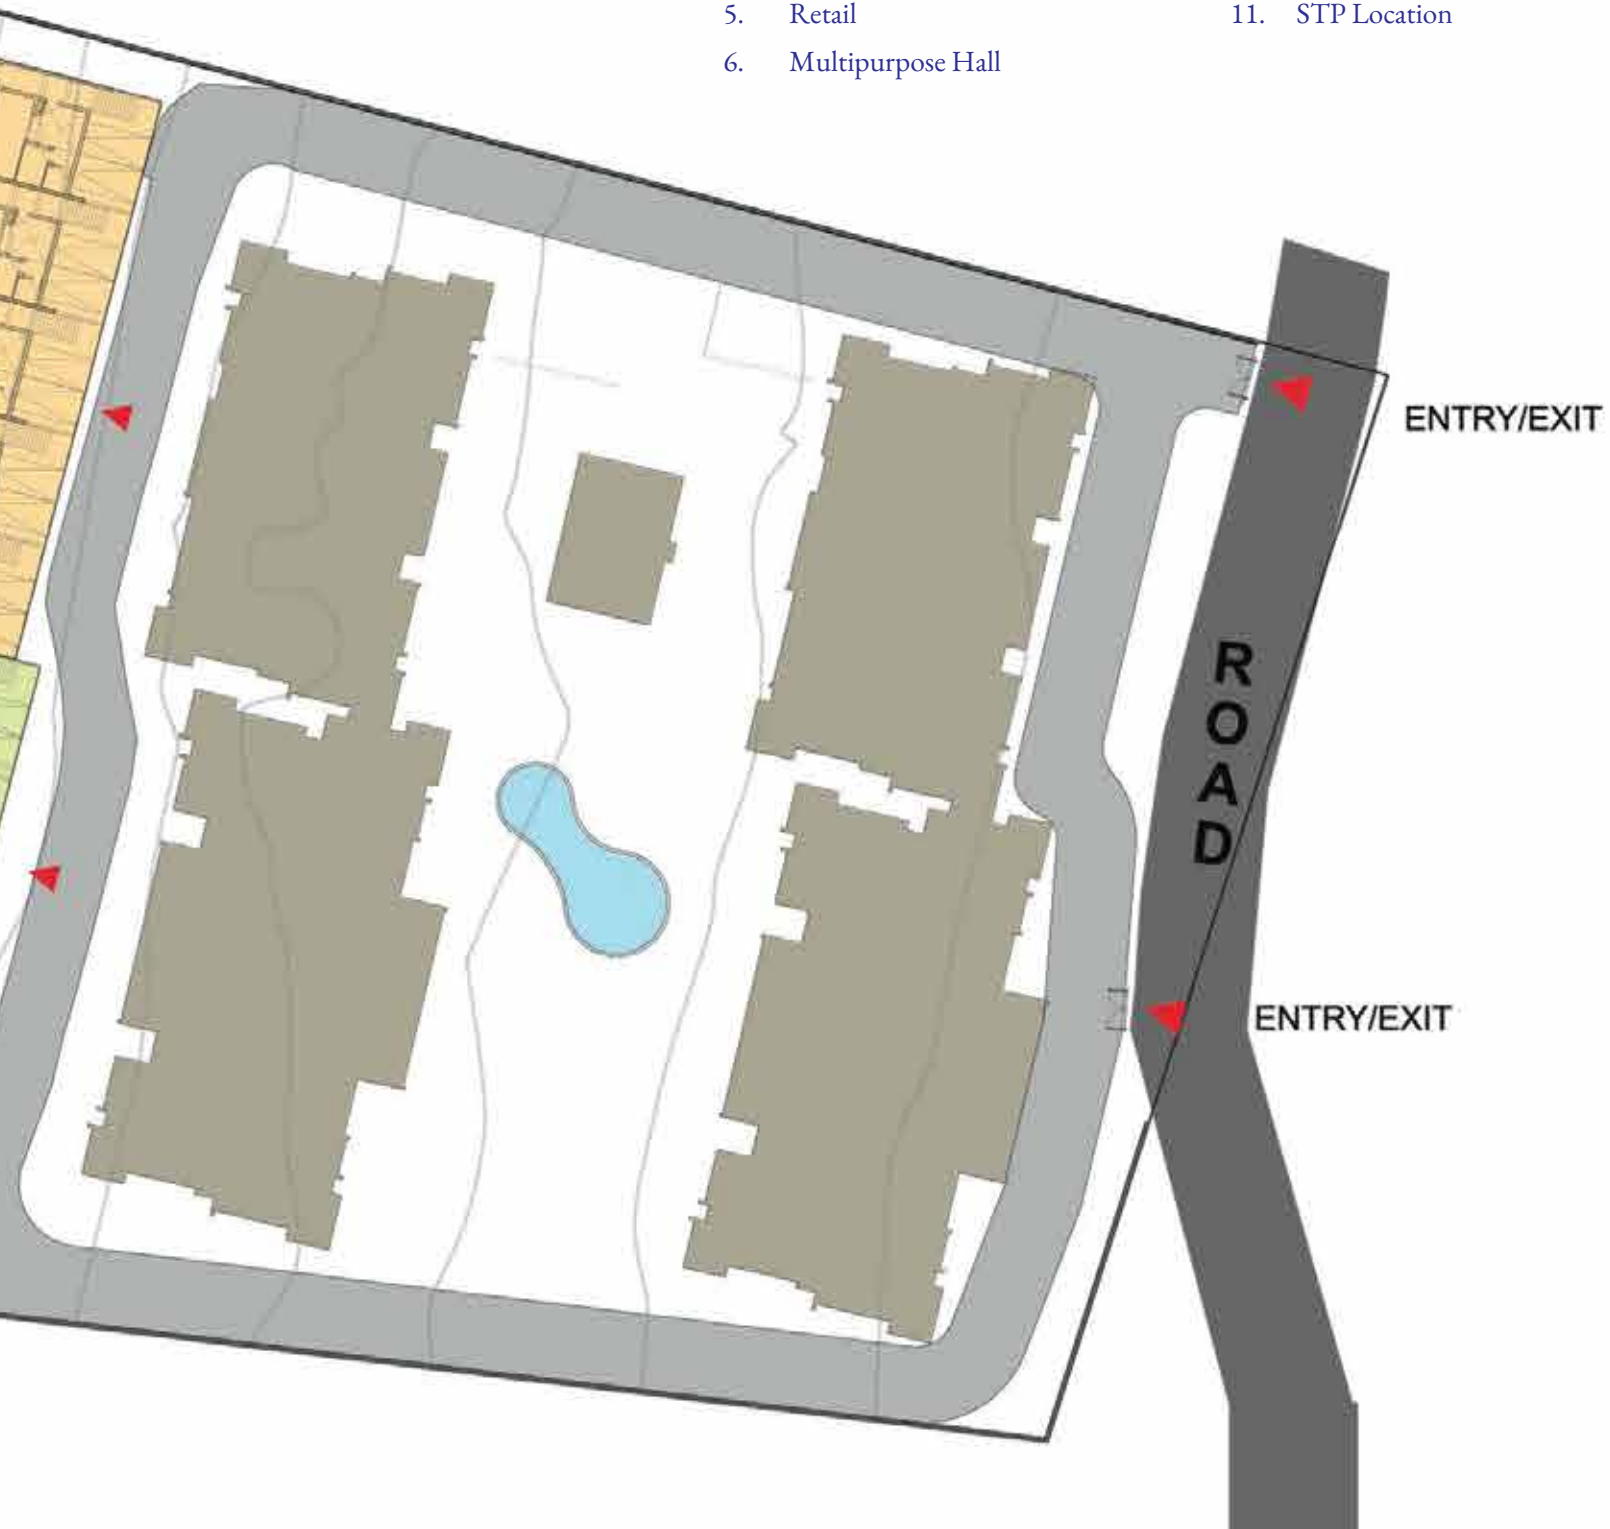 5. Retail
6. Multipurpose Hall
11. STP Location
ENTRY/EXIT
ROAD
ENTRY/EXIT